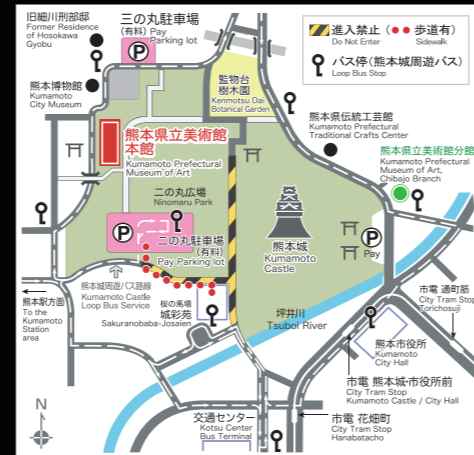 旧細川刑部邸
Former Residence
of Hosokawa
Gyobu
三の丸駐車場
(有料) Pay
Parking lot
P
進入禁止 (●● 歩道有)
Do Not Enter
Sidewalk
バス停(熊本城周遊バス)
Loop Bus Stop
監物台
樹木園
Kenmotsu Dai
Botanical Garden
熊本博物館
Kumamoto
City Museum
熊本県伝統工芸館
Kumamoto Prefectural
Traditional Crafts Center
熊本県立美術館
本館
Kumamoto Prefectural
Museum of Art
熊本県立美術館分館
Kumamoto Prefectural
Museum of Art,
Chibajo Branch
二の丸広場
Ninomaru Park
P
二の丸駐車場
(有料)
Pay Parking lot
熊本城
Kumamoto
Castle
P
Pay
熊本城周遊バス路線
Kumamoto Castle
Loop Bus Service
熊本駅方面
To the
Kumamoto
Station
area
桜の馬場
城彩苑
Sakuranobaba-Josaien
坪井川
Tsuboi River
市電 通町筋
City Tram Stop
Torichosuji
熊本市役所
Kumamoto
City Hall
市電 熊本城・市役所前
City Tram Stop
Kumamoto Castle / City Hall
N
交通センター
Kotsu Center
Bus Terminal
市電 花畑町
City Tram Stop
Hanabatacho